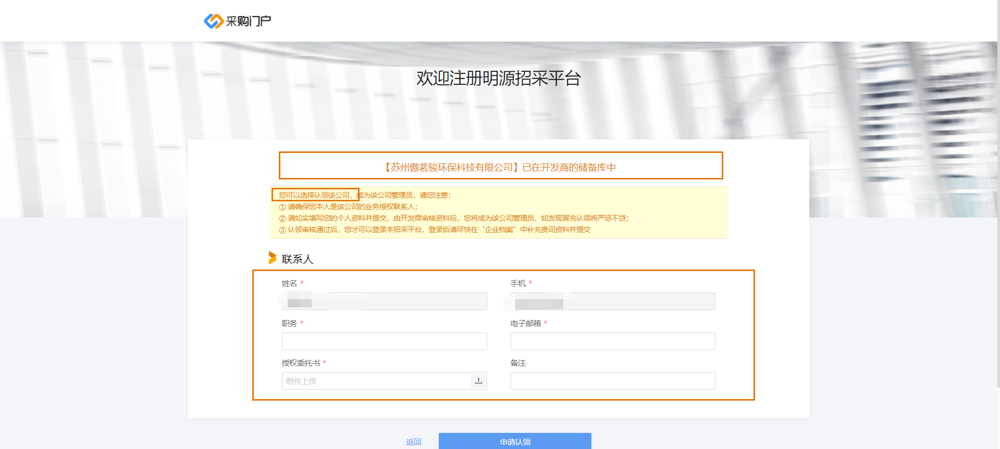 采购门户
欢迎注册明源招采平台
【苏州傲茗骏环保科技有限公司】已在开发商的储备库中
您可以选择认领该公司，成为该公司管理员，请您注意：
① 请确保您本人是该公司的业务授权联系人；
② 请如实填写您的个人资料并提交，由开发商审核资料后，您将成为该公司管理员，如发现冒充认领将严惩不贷；
③ 认领审核通过后，您才可以登录本招采平台，登录后请尽快在“企业档案”中补充贵司资料并提交
联系人
姓名 *
手机 *
职务 *
电子邮箱 *
授权委托书 *
备注
附件上传
返回
申请认领